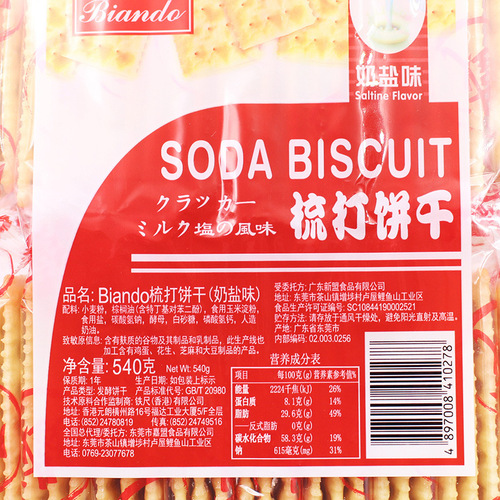 Biando
奶盐味
Saltine Flavor
SODA BISCUIT
クラッカー
ミルク塩の風味
梳打饼干
品名: Biando梳打饼干(奶盐味)
配料: 小麦粉, 棕榈油(含特丁基对苯二酚), 食用玉米淀粉,
食用盐, 碳酸氢钠, 酵母, 白砂糖, 磷酸氢钙, 人造
奶油。
致敏原信息: 含有麸质的谷物及其制品和乳制品, 此生产线也
加工含有鸡蛋、花生、芝麻和大豆制品的产品。
净含量: 540克 Net wt: 540g
保质期: 1年 生产日期: 如包装上标示
产品类型: 发酵饼干 产品标准代号: GB/T 20980
技术原料合作监制商: 铁尺(香港)有限公司
地址: 香港元朗横洲路16号福达工业大厦5/F全层
电话: (852) 24780819 传真: (852) 24749516
全国总代理/委托方: 东莞市嘉盟食品有限公司
地址: 东莞市茶山镇增埗村卢屋鲤鱼山工业区
电话: 0769-23077678
受委托方: 广东新盟食品有限公司
地址: 东莞市茶山镇增埗村卢屋鲤鱼山工业区
食品生产许可证编号: SC10844190002521
贮存方法: 请存放于通风干燥处, 避免阳光直射及高温。
产地: 广东省东莞市
内部编号: 02.003.0256
营养成分表
项目 每100克(g) 营养素参考值%
能量 2224千焦(kJ) 26%
蛋白质 8.1克(g) 14%
脂肪 29.6克(g) 49%
—反式脂肪 0克(g)
碳水化合物 58.3克(g) 19%
钠 615毫克(mg) 31%
4 897008 410278